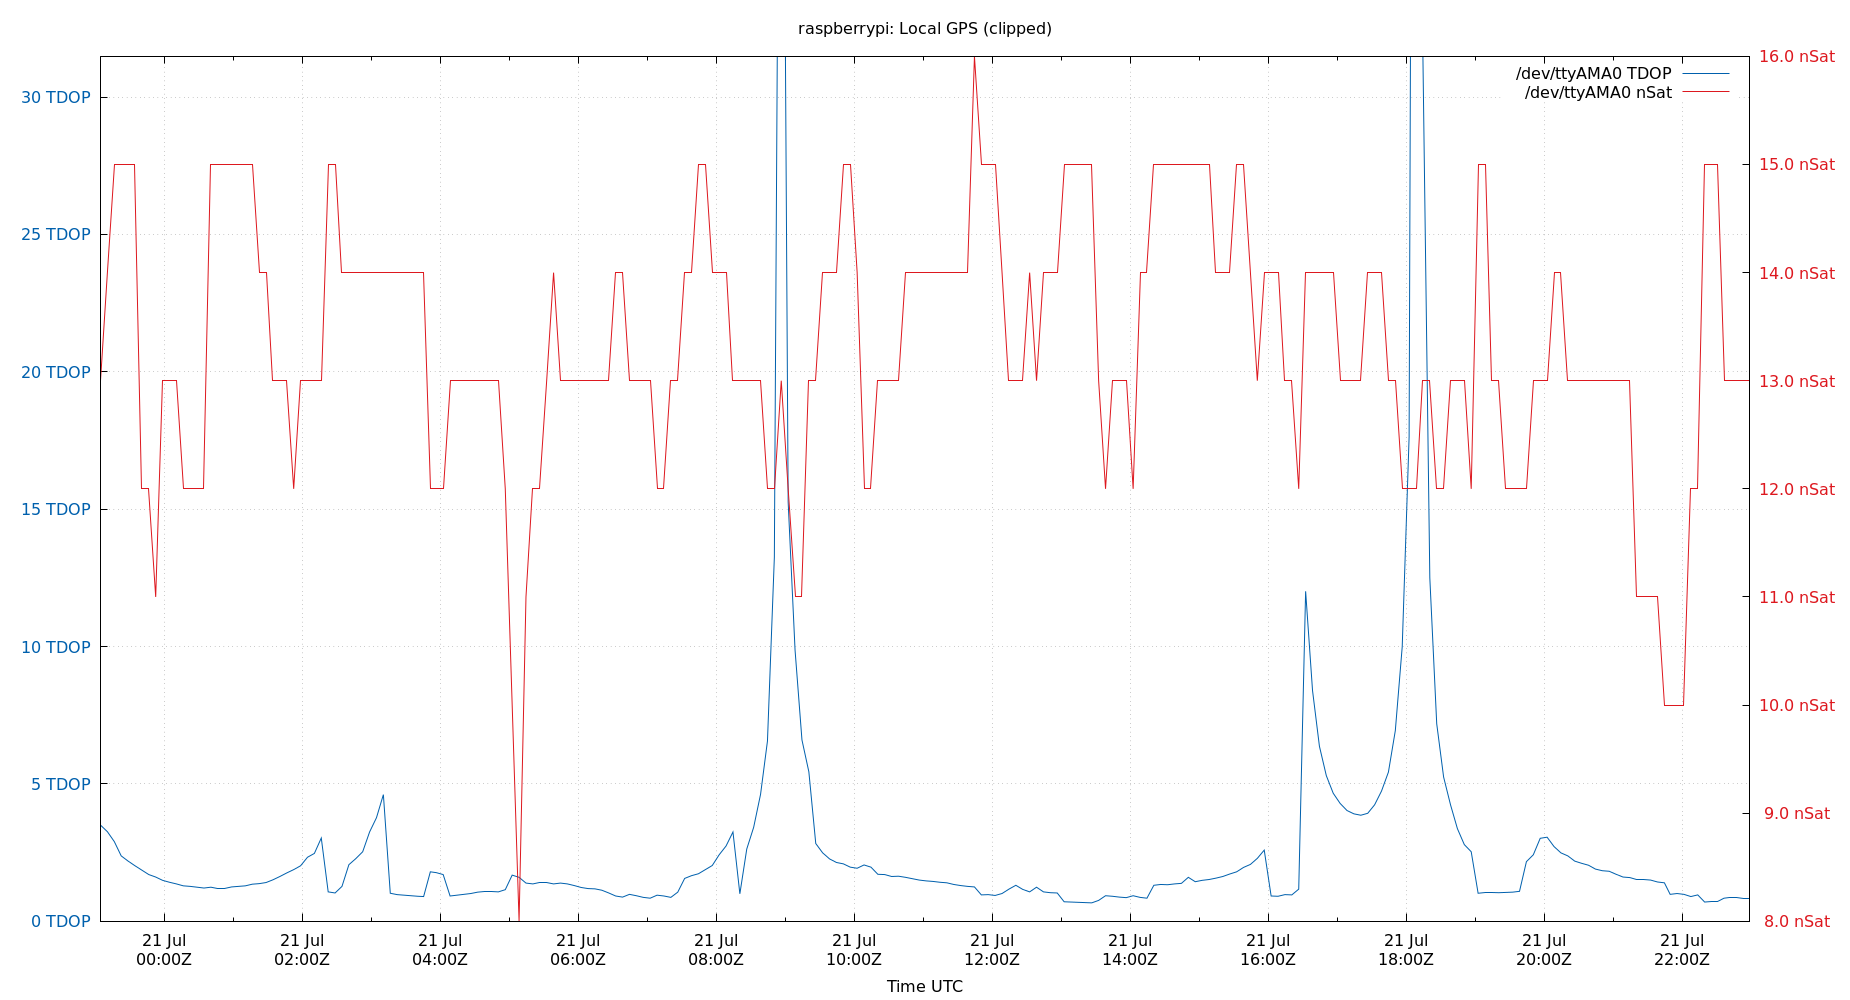 raspberrypi: Local GPS (clipped)
/dev/ttyAMA0 TDOP
/dev/ttyAMA0 nSat
30 TDOP
25 TDOP
20 TDOP
15 TDOP
10 TDOP
5 TDOP
0 TDOP
16.0 nSat
15.0 nSat
14.0 nSat
13.0 nSat
12.0 nSat
11.0 nSat
10.0 nSat
9.0 nSat
8.0 nSat
21 Jul
00:00Z
21 Jul
02:00Z
21 Jul
04:00Z
21 Jul
06:00Z
21 Jul
08:00Z
21 Jul
10:00Z
21 Jul
12:00Z
21 Jul
14:00Z
21 Jul
16:00Z
21 Jul
18:00Z
21 Jul
20:00Z
21 Jul
22:00Z
Time UTC